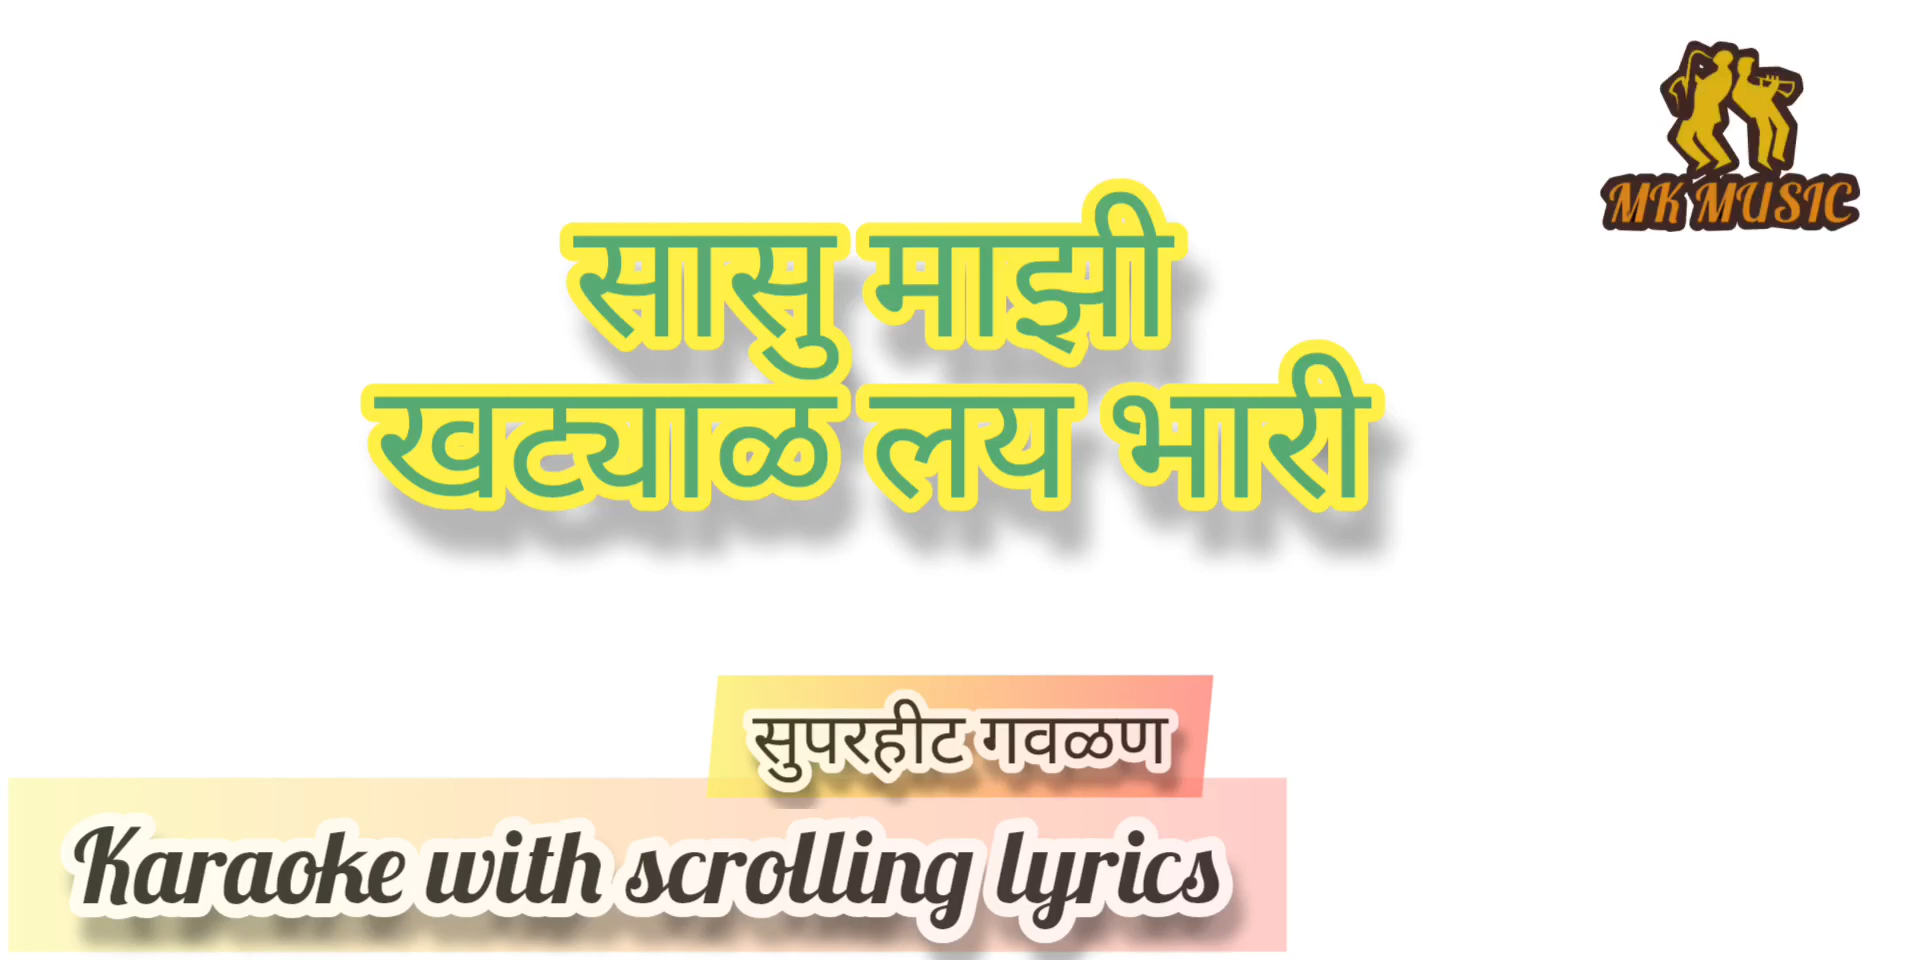 MK MUSIC
सासु माझी
खट्याळ लय भारी
सुपरहीट गवळण
Karaoke with scrolling lyrics